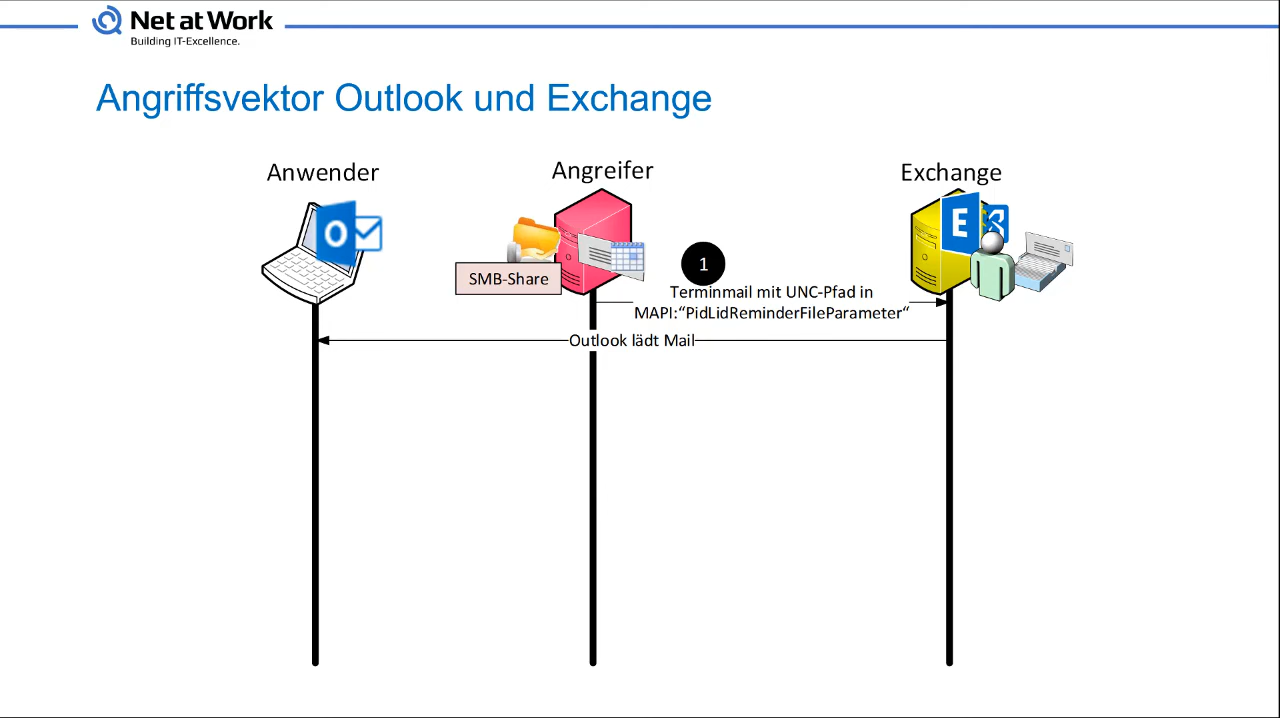 Net at Work
Building IT-Excellence.
Angriffsvektor Outlook und Exchange
Anwender
Angreifer
Exchange
SMB-Share
1
Terminmail mit UNC-Pfad in
MAPI:“PidLidReminderFileParameter“
Outlook lädt Mail